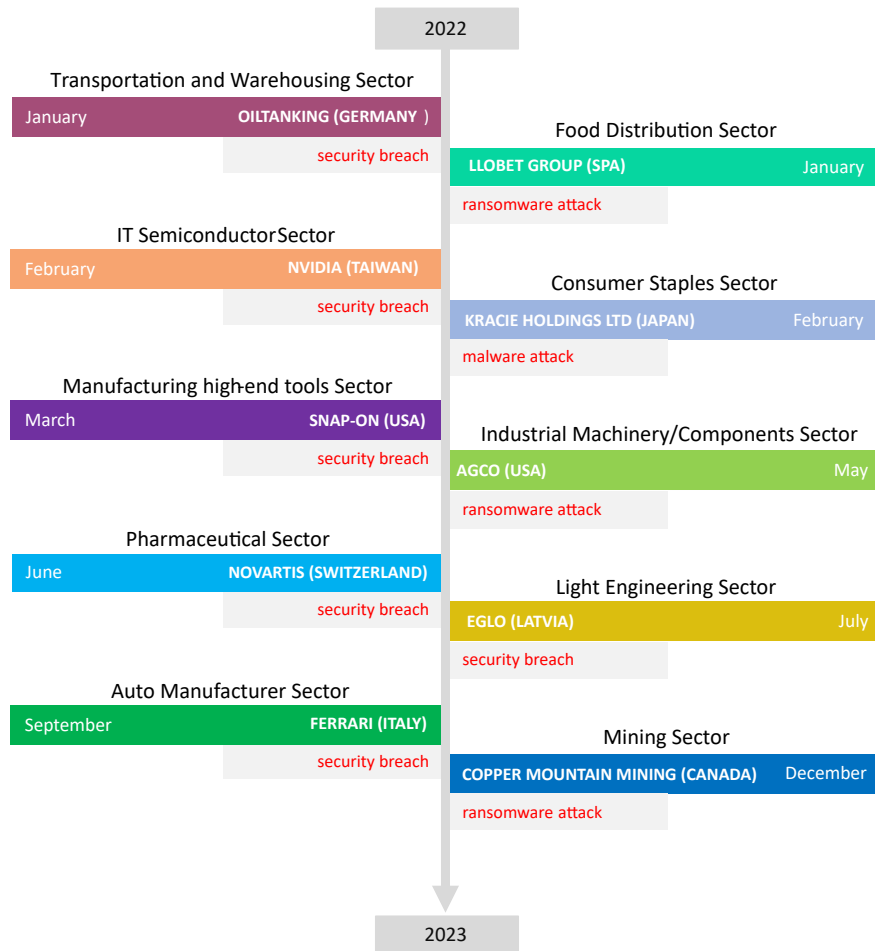 2022
Transportation and Warehousing Sector
January OILTANKING (GERMANY )
security breach
Food Distribution Sector
LLOBET GROUP (SPA) January
ransomware attack
IT Semiconductor Sector
February NVIDIA (TAIWAN)
security breach
Consumer Staples Sector
KRACIE HOLDINGS LTD (JAPAN) February
malware attack
Manufacturing high-end tools Sector
March SNAP-ON (USA)
security breach
Industrial Machinery/Components Sector
AGCO (USA) May
ransomware attack
Pharmaceutical Sector
June NOVARTIS (SWITZERLAND)
security breach
Light Engineering Sector
EGLO (LATVIA) July
security breach
Auto Manufacturer Sector
September FERRARI (ITALY)
security breach
Mining Sector
COPPER MOUNTAIN MINING (CANADA) December
ransomware attack
2023